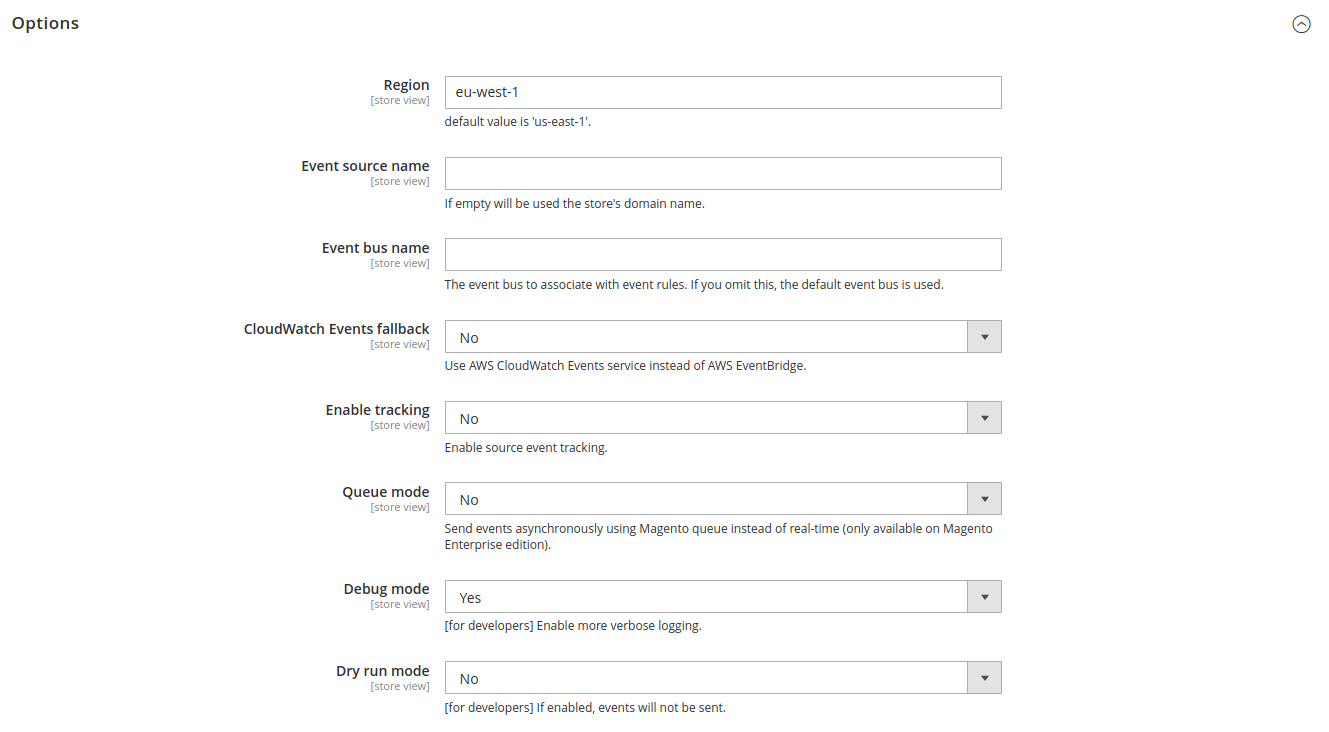 Options
Region
[store view]
eu-west-1
default value is 'us-east-1'.
Event source name
[store view]
If empty will be used the store's domain name.
Event bus name
[store view]
The event bus to associate with event rules. If you omit this, the default event bus is used.
CloudWatch Events fallback
[store view]
No
Use AWS CloudWatch Events service instead of AWS EventBridge.
Enable tracking
[store view]
No
Enable source event tracking.
Queue mode
[store view]
No
Send events asynchronously using Magento queue instead of real-time (only available on Magento
Enterprise edition).
Debug mode
[store view]
Yes
[for developers] Enable more verbose logging.
Dry run mode
[store view]
No
[for developers] If enabled, events will not be sent.